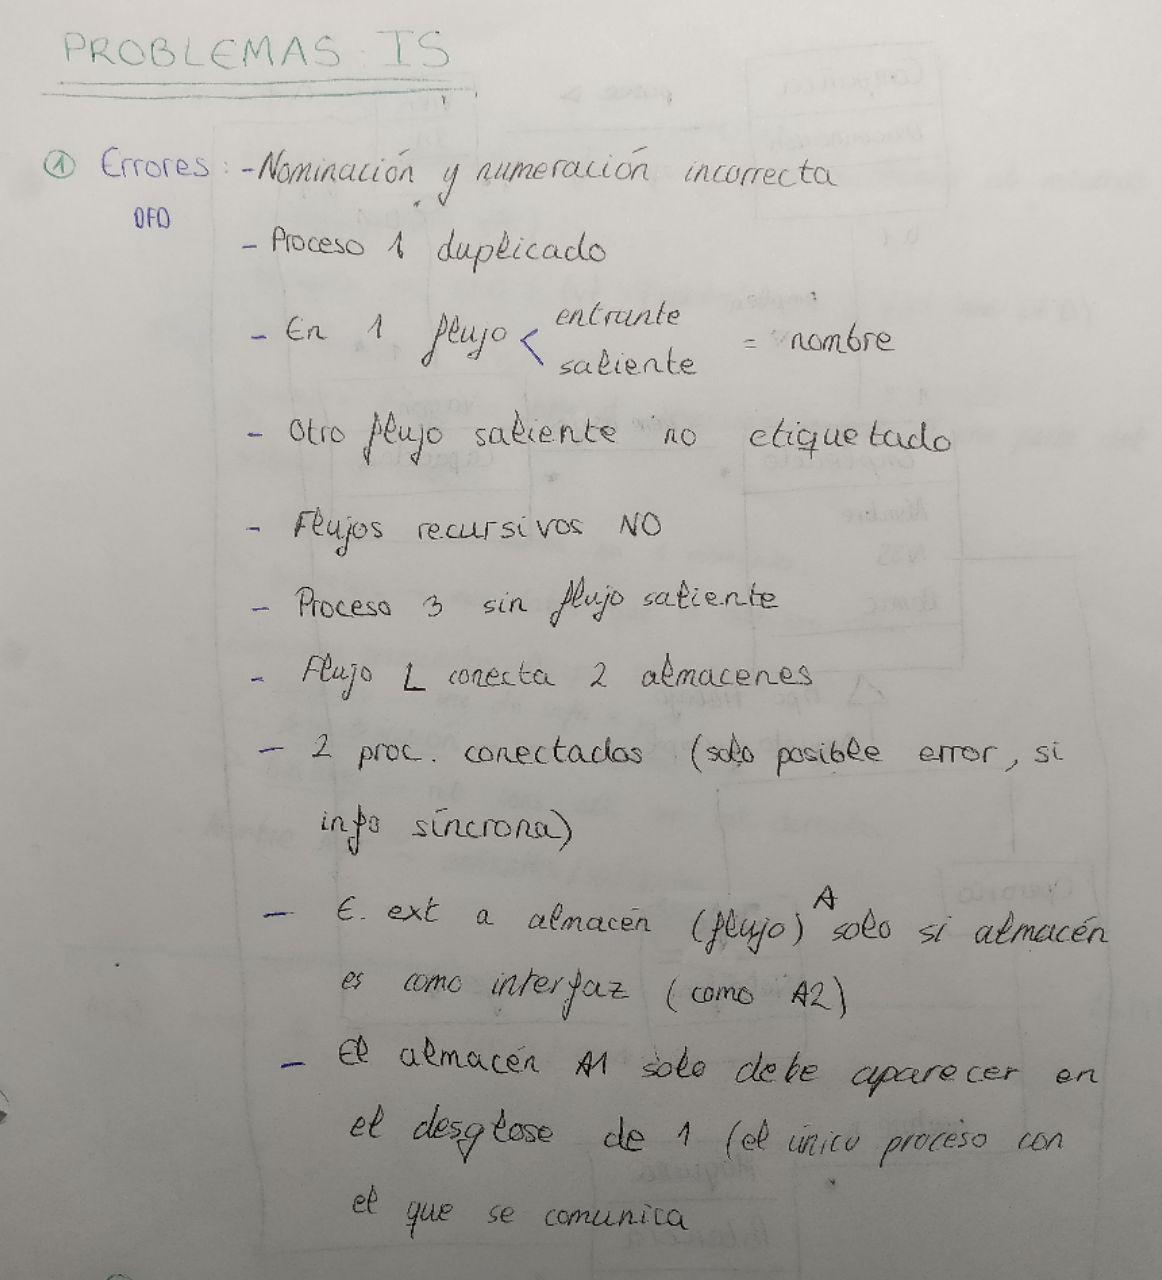 PROBLEMAS IS
① Errores: - Nominación y numeración incorrecta
DFD
- Proceso 1 duplicado
- En 1 flujo < entrante
saliente = nombre
- Otro flujo saliente no etiquetado
- Flujos recursivos NO
- Proceso 3 sin flujo saliente
- Flujo L conecta 2 almacenes
- 2 proc. conectados (solo posible error, si
info síncrona)
- E. ext a almacén (flujo) A solo si almacén
es como interfaz (como A2)
- El almacén A1 solo debe aparecer en
el desglose de 1 (el único proceso con
el que se comunica